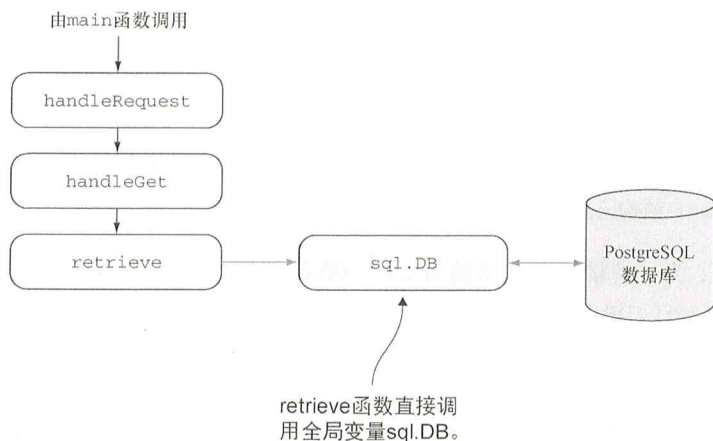 由main函数调用
handleRequest
handleGet
retrieve
sql.DB
PostgreSQL
数据库
retrieve函数直接调
用全局变量sql.DB。